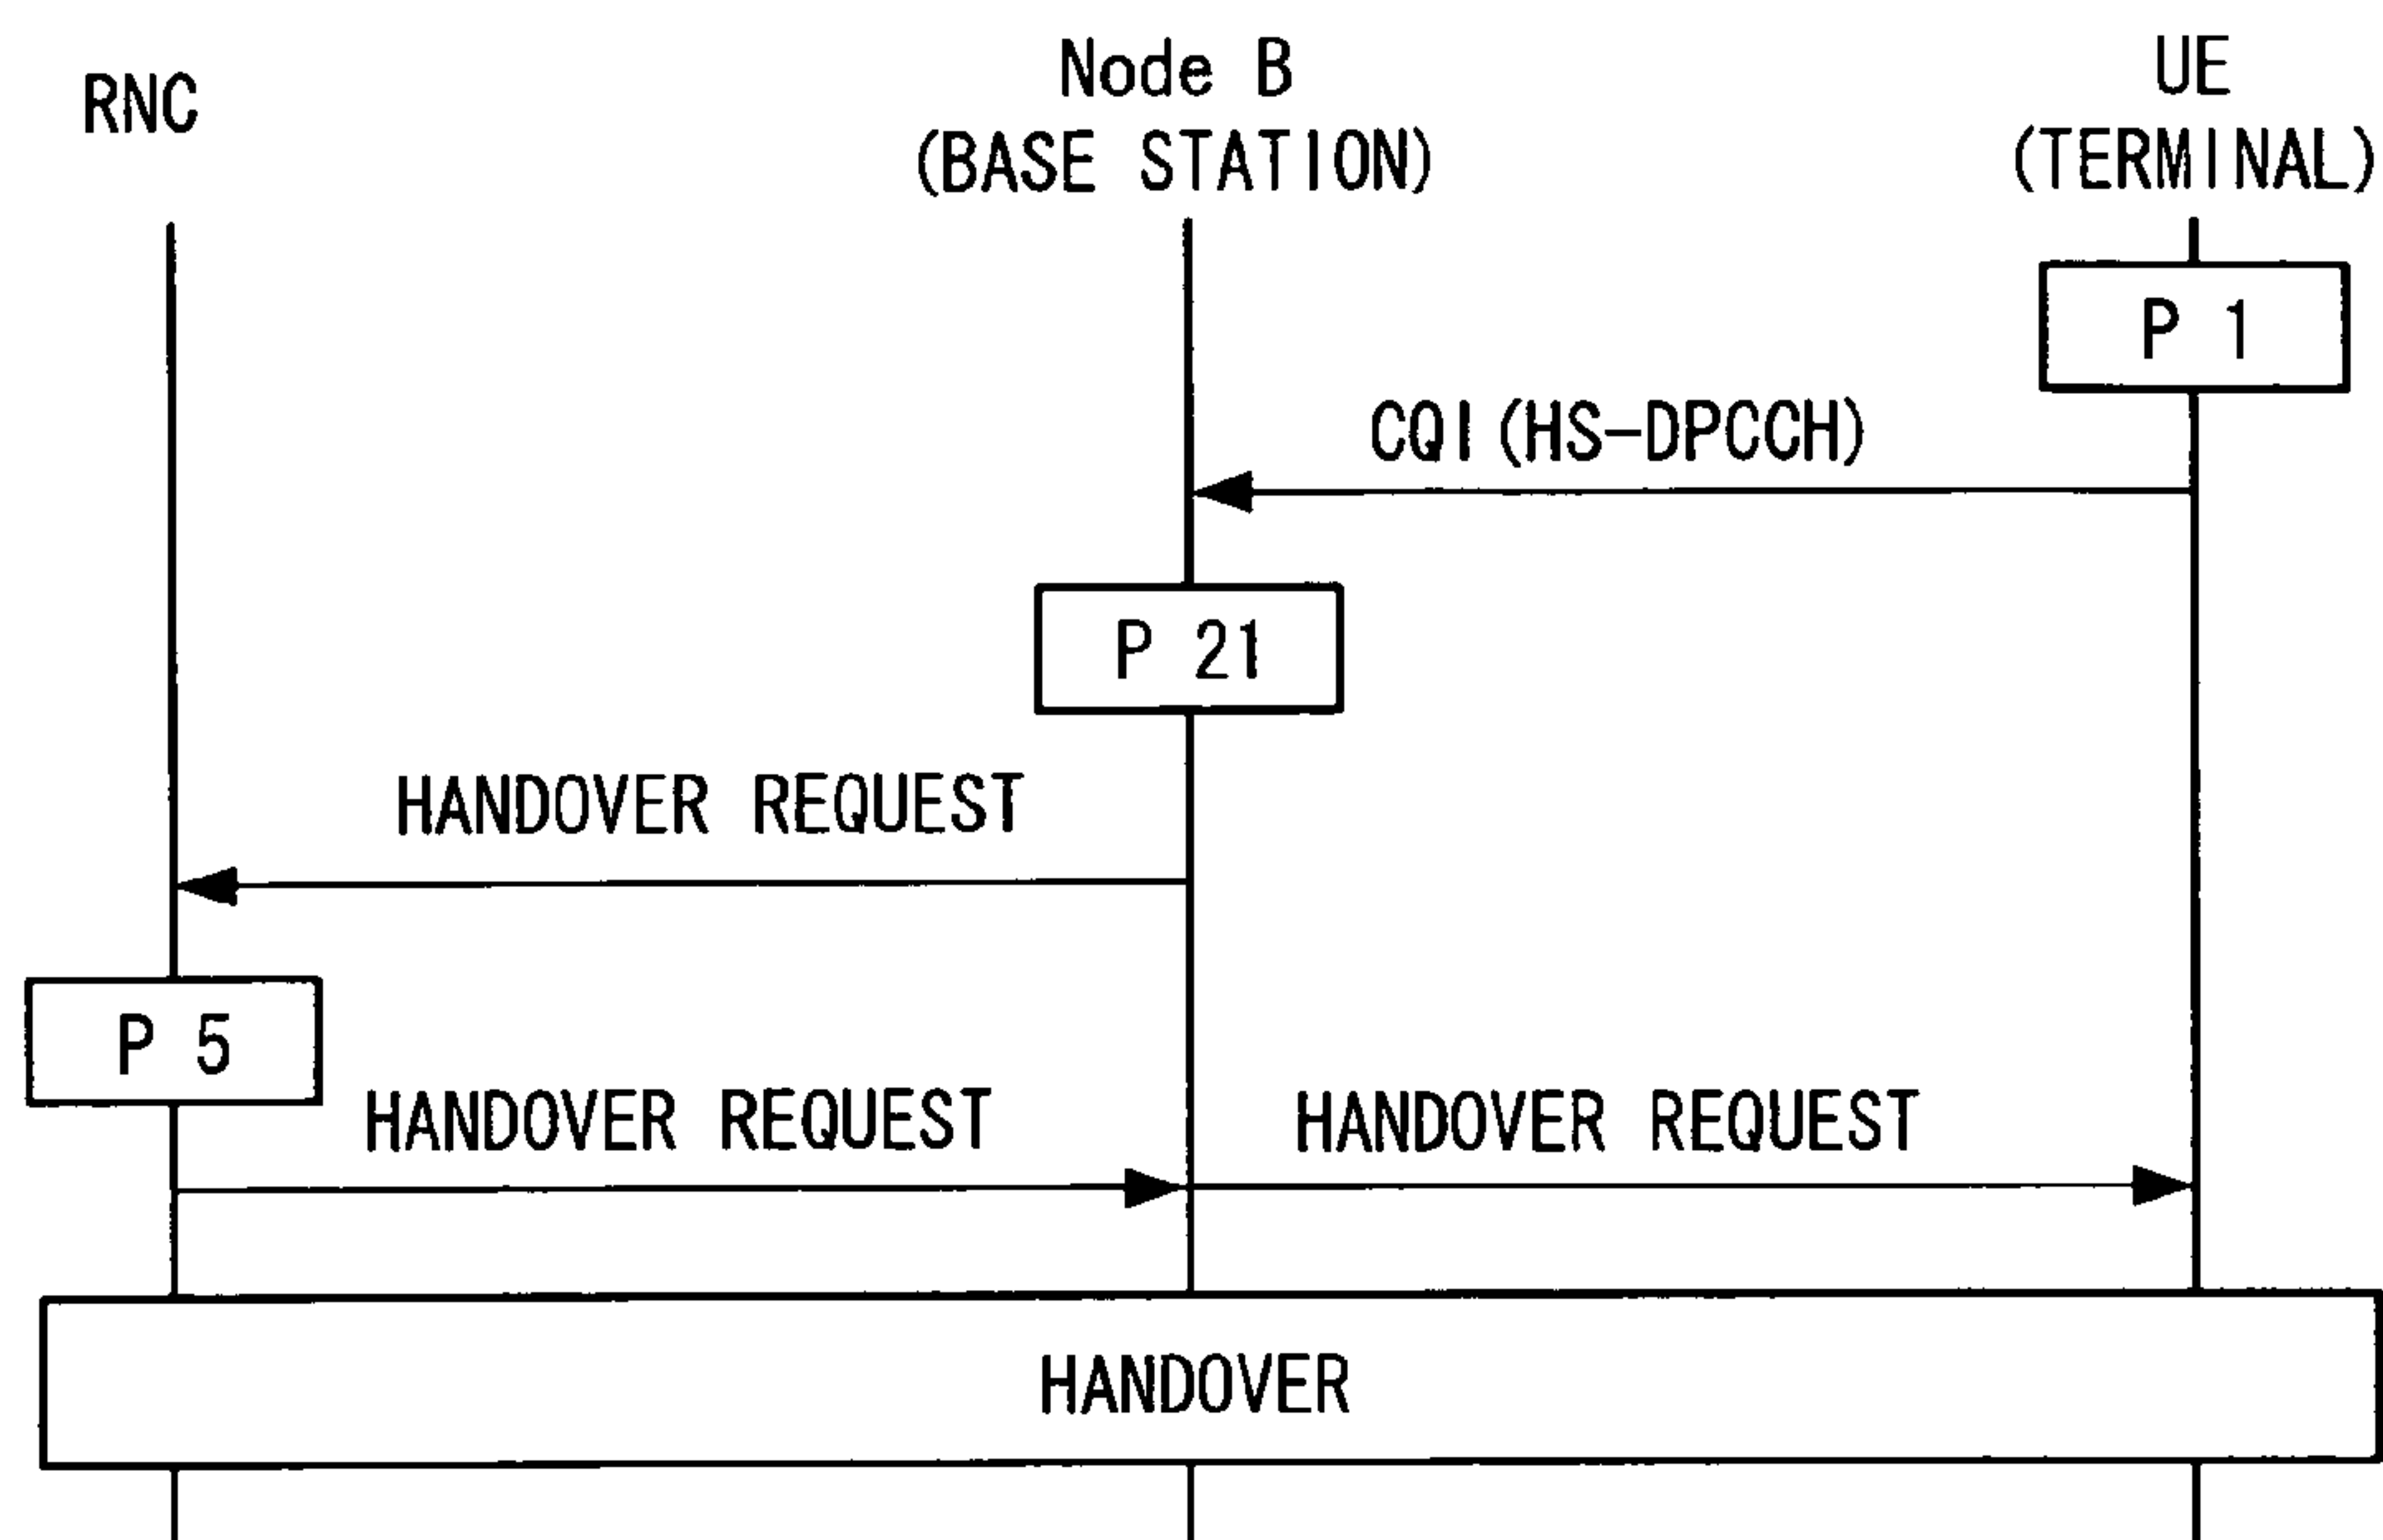 RNC
Node B
(BASE STATION)
UE
(TERMINAL)
P 1
CQI (HS-DPCCH)
P 21
HANDOVER REQUEST
P 5
HANDOVER REQUEST
HANDOVER REQUEST
HANDOVER